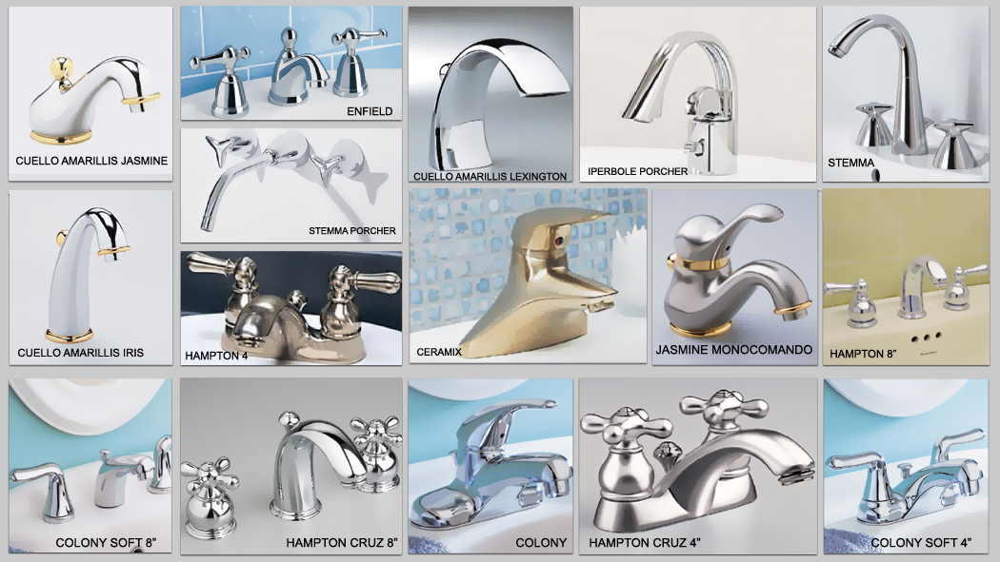 CUELLO AMARILLIS JASMINE
ENFIELD
CUELLO AMARILLIS LEXINGTON
IPERBOLE PORCHER
STEMMA
STEMMA PORCHER
CUELLO AMARILLIS IRIS
HAMPTON 4
CERAMIX
JASMINE MONOCOMANDO
HAMPTON 8”
COLONY SOFT 8”
HAMPTON CRUZ 8”
COLONY
HAMPTON CRUZ 4”
COLONY SOFT 4”